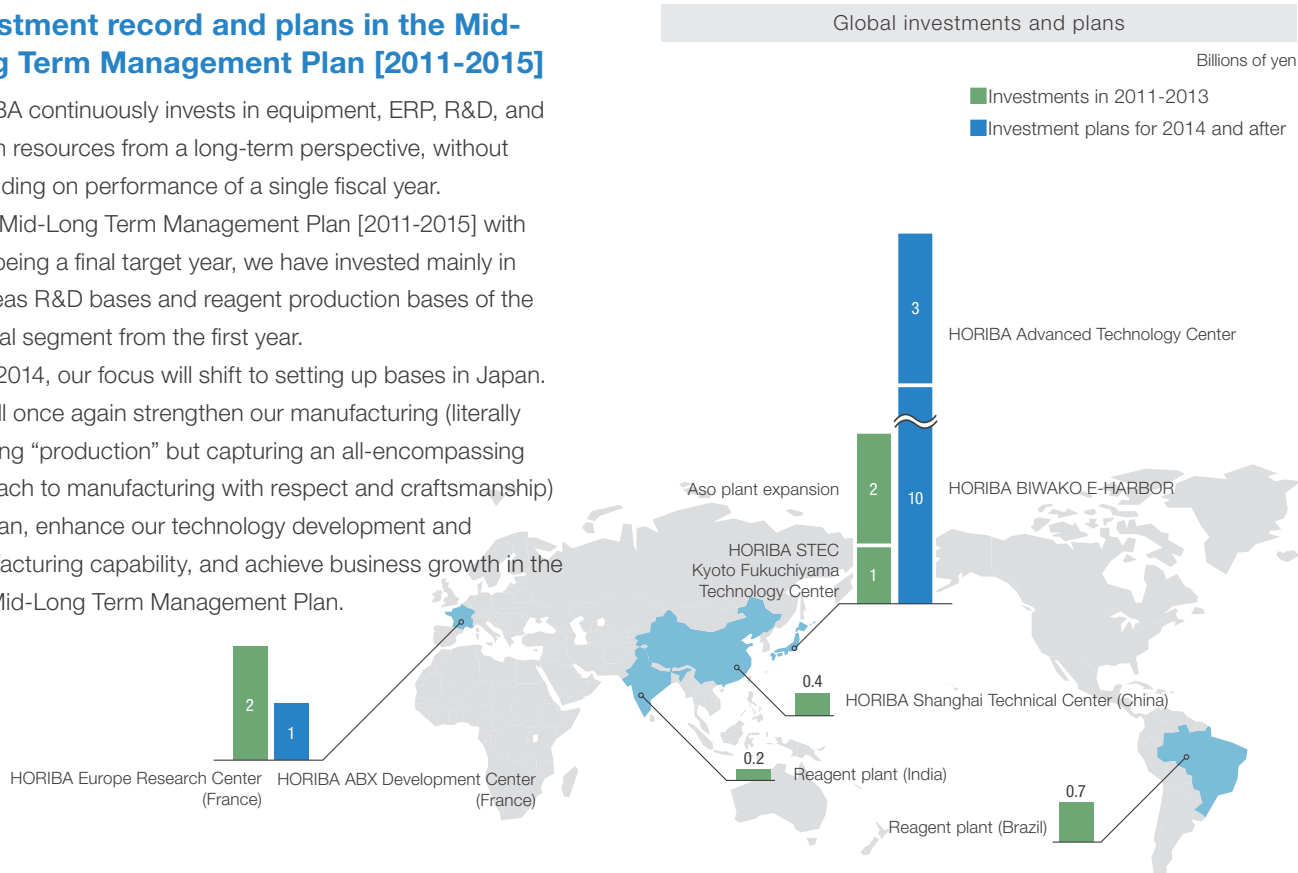 stment record and plans in the Mid-
g Term Management Plan [2011-2015]
BA continuously invests in equipment, ERP, R&D, and
n resources from a long-term perspective, without
ding on performance of a single fiscal year.
Mid-Long Term Management Plan [2011-2015] with
being a final target year, we have invested mainly in
eas R&D bases and reagent production bases of the
al segment from the first year.
2014, our focus will shift to setting up bases in Japan.
ll once again strengthen our manufacturing (literally
ng “production” but capturing an all-encompassing
ach to manufacturing with respect and craftsmanship)
an, enhance our technology development and
facturing capability, and achieve business growth in the
Mid-Long Term Management Plan.
Global investments and plans
Billions of yen
Investments in 2011-2013
Investment plans for 2014 and after
3
HORIBA Advanced Technology Center
Aso plant expansion
2
10
HORIBA BIWAKO E-HARBOR
HORIBA STEC
Kyoto Fukuchiyama
Technology Center
1
2
1
HORIBA Europe Research Center
(France)
HORIBA ABX Development Center
(France)
0.4
HORIBA Shanghai Technical Center (China)
0.2
Reagent plant (India)
0.7
Reagent plant (Brazil)